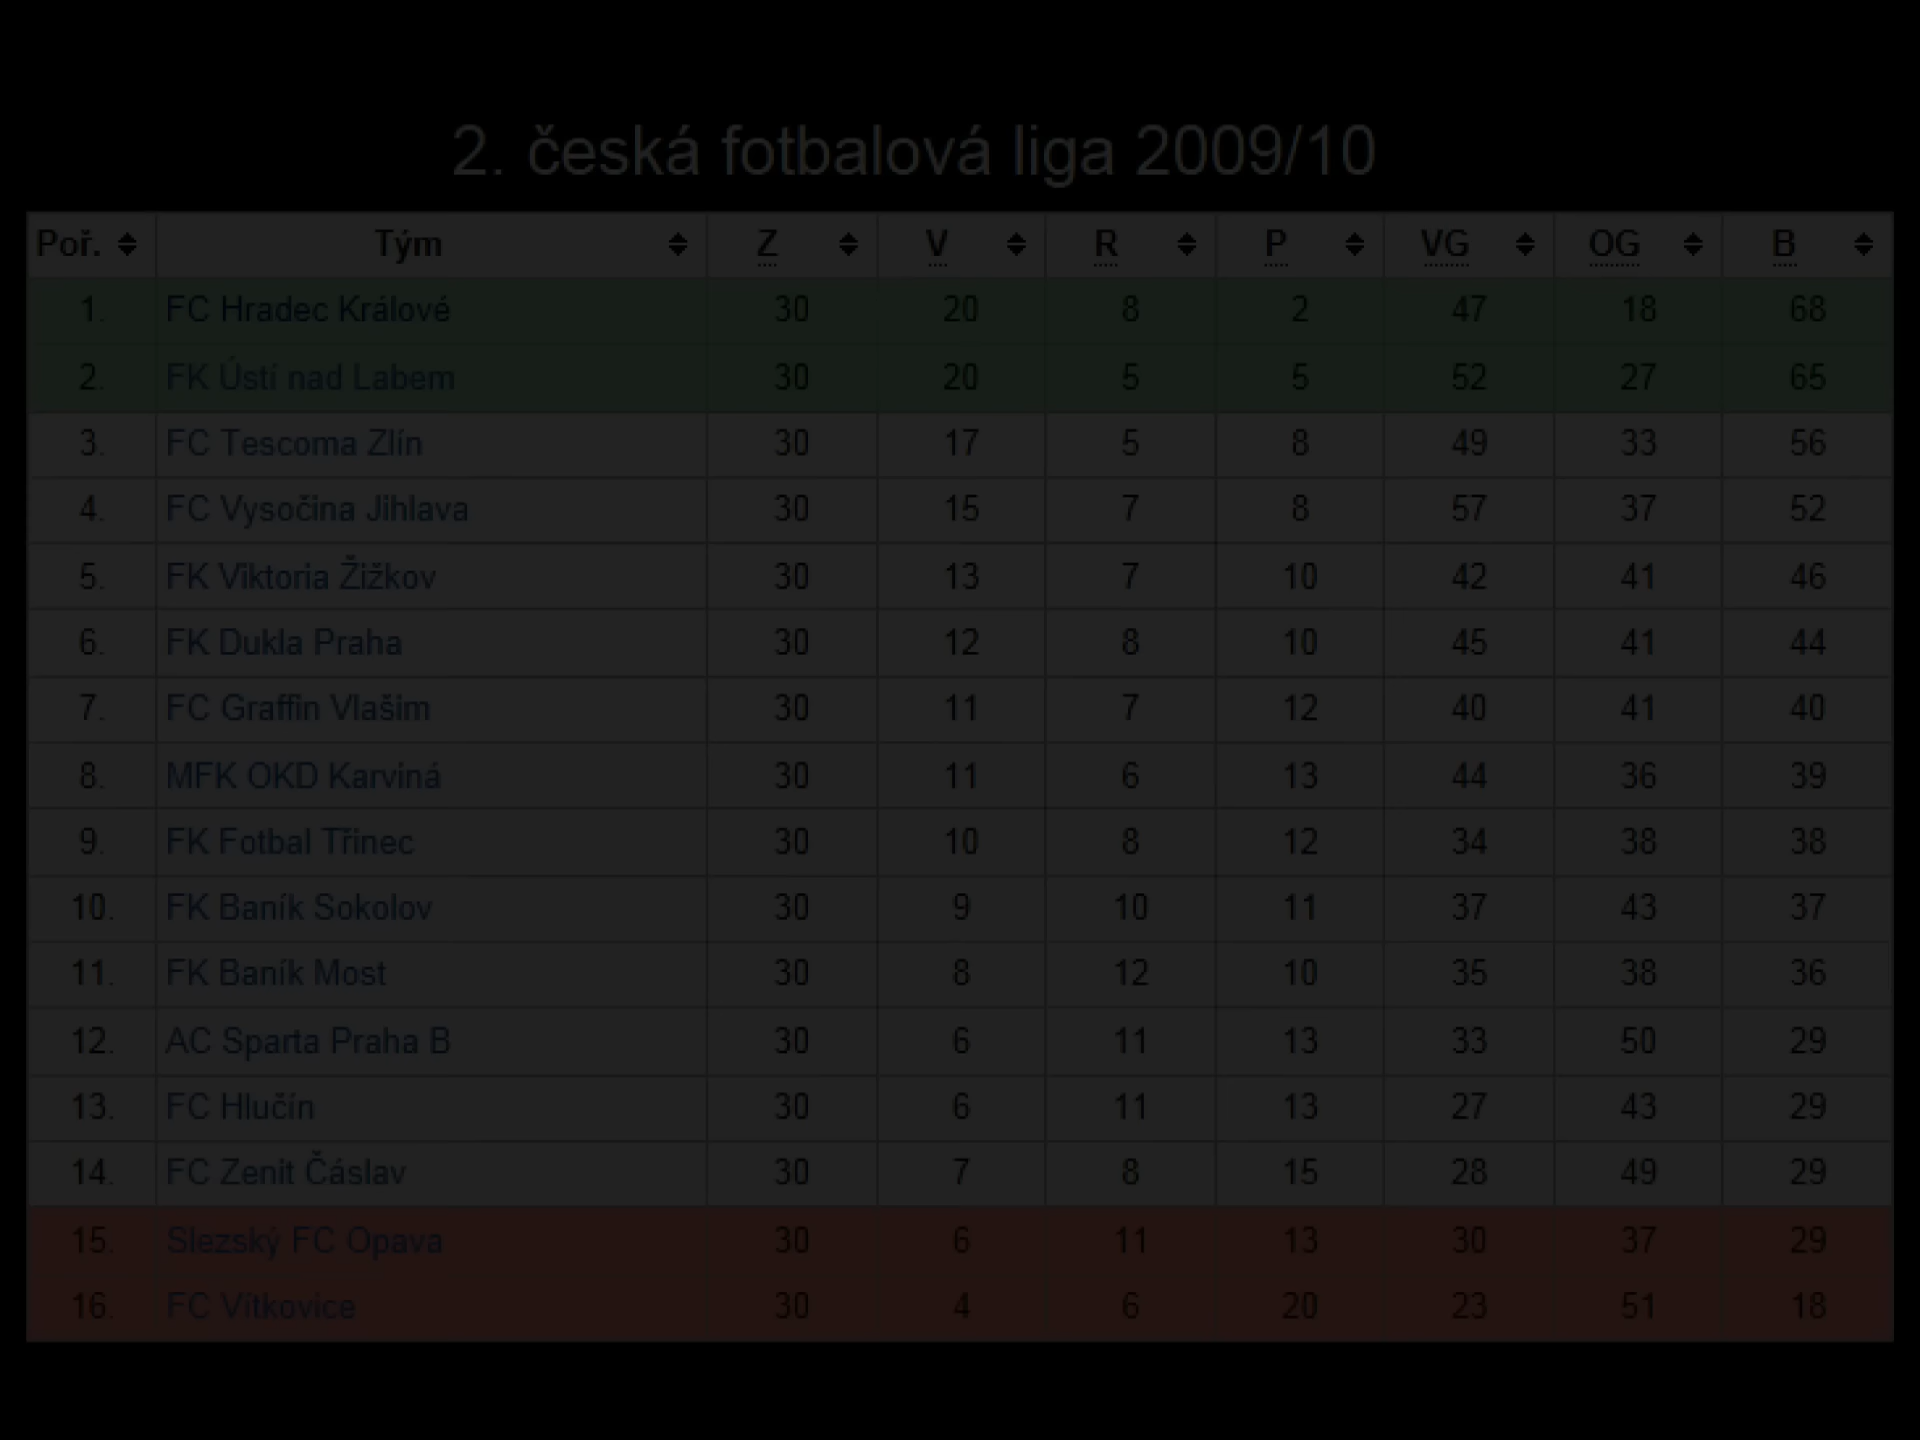 2. česká fotbalová liga 2009/10
Poř. Tým Z V R P VG OG B
1. FC Hradec Králové 30 20 8 2 47 18 68
2. FK Ústí nad Labem 30 20 5 5 52 27 65
3. FC Tescoma Zlín 30 17 5 8 49 33 56
4. FC Vysočina Jihlava 30 15 7 8 57 37 52
5. FK Viktoria Žižkov 30 13 7 10 42 41 46
6. FK Dukla Praha 30 12 8 10 45 41 44
7. FC Graffin Vlašim 30 11 7 12 40 41 40
8. MFK OKD Karviná 30 11 6 13 44 36 39
9. FK Fotbal Třinec 30 10 8 12 34 38 38
10. FK Baník Sokolov 30 9 10 11 37 43 37
11. FK Baník Most 30 8 12 10 35 38 36
12. AC Sparta Praha B 30 6 11 13 33 50 29
13. FC Hlučín 30 6 11 13 27 43 29
14. FC Zenit Čáslav 30 7 8 15 28 49 29
15. Slezský FC Opava 30 6 11 13 30 37 29
16. FC Vítkovice 30 4 6 20 23 51 18